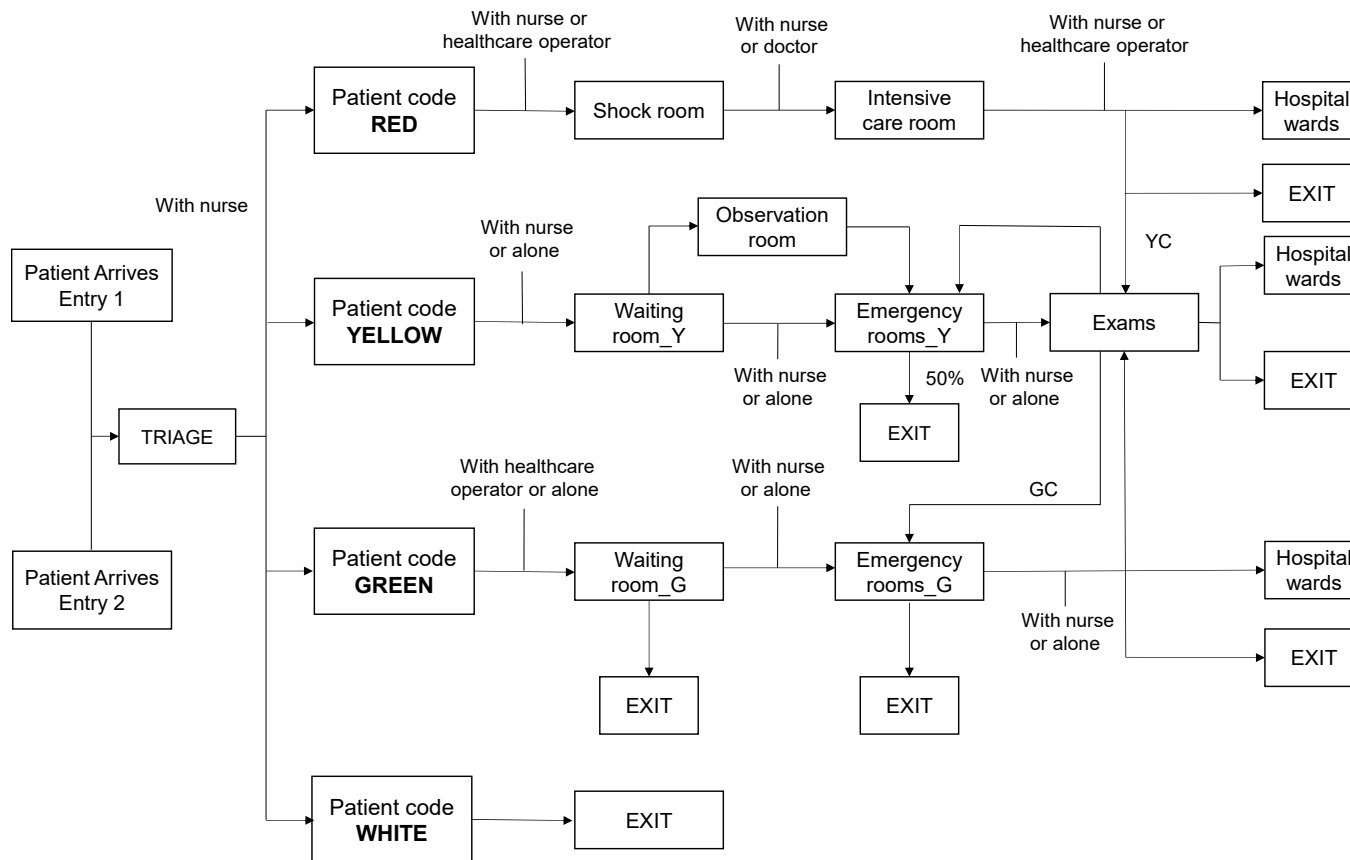 With nurse or
healthcare operator
With nurse
or doctor
With nurse or
healthcare operator
Patient code
RED
Shock room
Intensive
care room
Hospital
wards
With nurse
EXIT
Observation
room
With nurse
or alone
YC
Patient Arrives
Entry 1
Hospital
wards
Patient code
YELLOW
Waiting
room_Y
Emergency
rooms_Y
Exams
With nurse
or alone
50%
With nurse
or alone
EXIT
EXIT
TRIAGE
With healthcare
operator or alone
With nurse
or alone
GC
Patient Arrives
Entry 2
Patient code
GREEN
Waiting
room_G
Emergency
rooms_G
Hospital
wards
With nurse
or alone
EXIT
EXIT
EXIT
Patient code
WHITE
EXIT